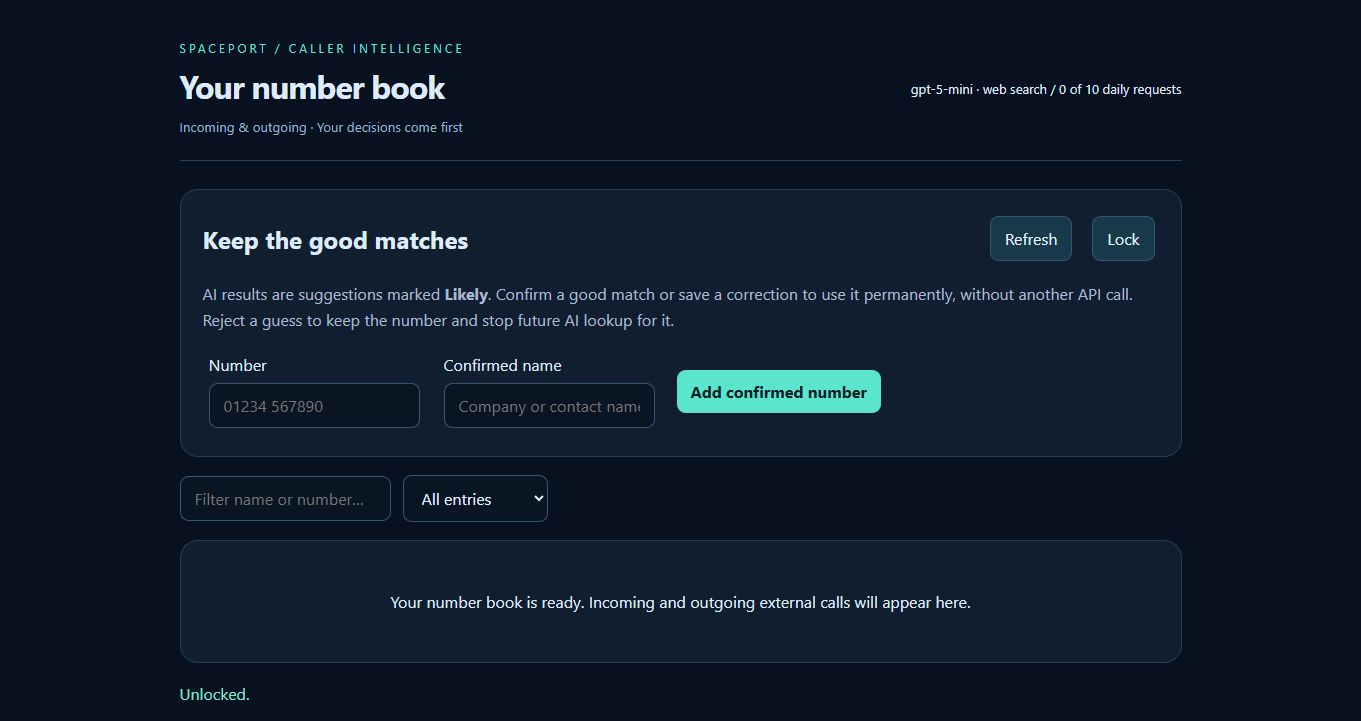 SPACEPORT / CALLER INTELLIGENCE
Your number book
gpt-5-mini · web search / 0 of 10 daily requests
Incoming & outgoing · Your decisions come first
Keep the good matches
Refresh
Lock
AI results are suggestions marked Likely. Confirm a good match or save a correction to use it permanently, without another API call.
Reject a guess to keep the number and stop future AI lookup for it.
Number
Confirmed name
01234 567890
Company or contact name
Add confirmed number
Filter name or number...
All entries
Your number book is ready. Incoming and outgoing external calls will appear here.
Unlocked.